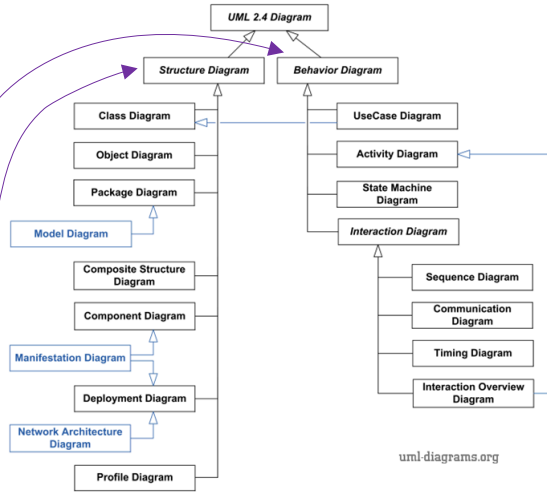 UML 2.4 Diagram
Structure Diagram
Behavior Diagram
Class Diagram
UseCase Diagram
Object Diagram
Activity Diagram
Package Diagram
State Machine
Diagram
Model Diagram
Interaction Diagram
Composite Structure
Diagram
Sequence Diagram
Component Diagram
Communication
Diagram
Manifestation Diagram
Timing Diagram
Deployment Diagram
Interaction Overview
Diagram
Network Architecture
Diagram
Profile Diagram
uml-diagrams.org